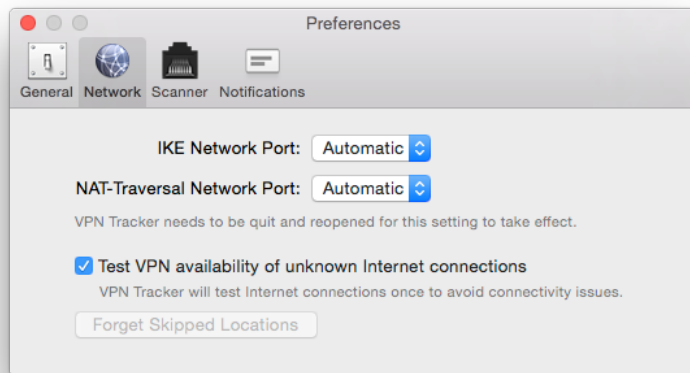 Preferences
General Network Scanner Notifications
IKE Network Port: Automatic
NAT-Traversal Network Port: Automatic
VPN Tracker needs to be quit and reopened for this setting to take effect.
Test VPN availability of unknown Internet connections
VPN Tracker will test Internet connections once to avoid connectivity issues.
Forget Skipped Locations